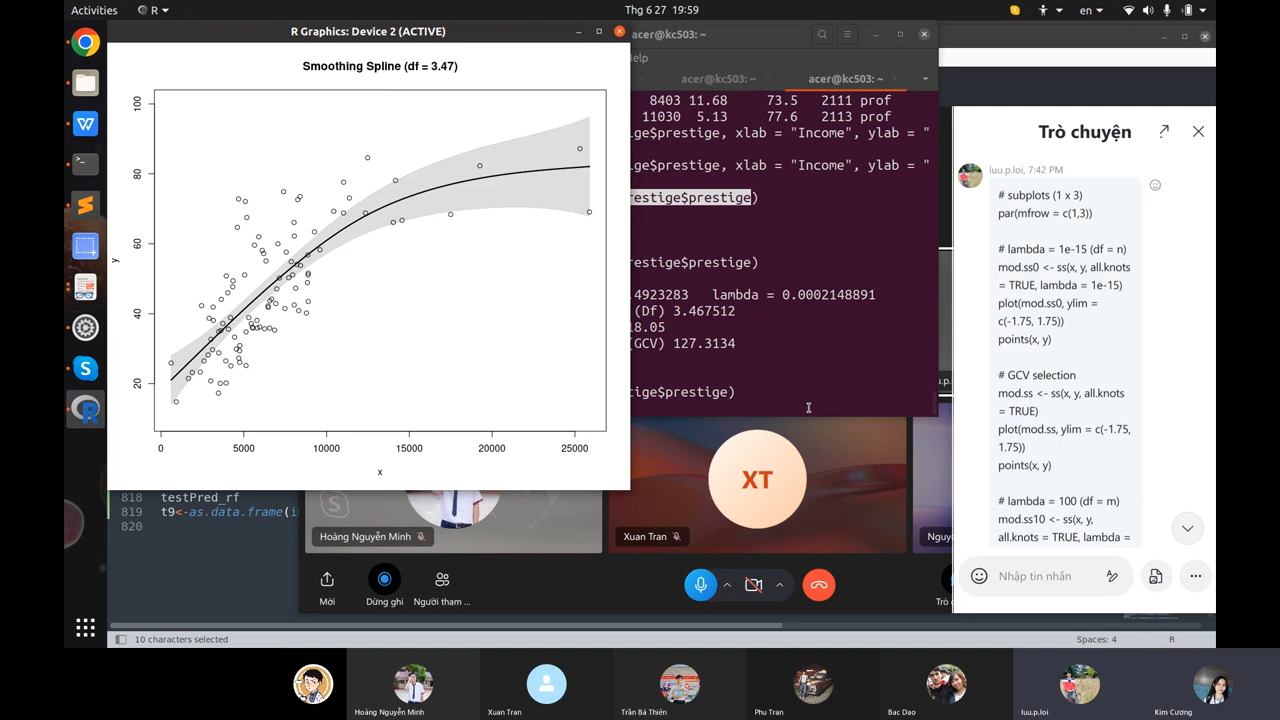 Activities
R
Thg 6 27 19:59
en
R Graphics: Device 2 (ACTIVE)
acer@kc503: ~
Help
acer@kc503: ~
acer@kc503: ~
Smoothing Spline (df = 3.47)
100
80
60
40
20
y
0
5000
10000
15000
20000
25000
x
8403 11.68 73.5 2111 prof
11030 5.13 77.6 2113 prof
ige$prestige, xlab = "Income", ylab = "
ige$prestige, xlab = "Income", ylab = "
restige$prestige)
restige$prestige)
.4923283 lambda = 0.0002148891
(Df) 3.467512
18.05
(GCV) 127.3134
tige$prestige)
Trò chuyện
luu.p.loi, 7:42 PM
# subplots (1 x 3)
par(mfrow = c(1,3))
# lambda = 1e-15 (df = n)
mod.ss0 <- ss(x, y, all.knots
= TRUE, lambda = 1e-15)
plot(mod.ss0, ylim =
c(-1.75, 1.75))
points(x, y)
# GCV selection
mod.ss <- ss(x, y, all.knots
= TRUE)
plot(mod.ss, ylim = c(-1.75,
1.75))
points(x, y)
# lambda = 100 (df = m)
mod.ss10 <- ss(x, y,
all.knots = TRUE, lambda =
Nhập tin nhắn
818 testPred_rf
819 t9<-as.data.frame(i
820
XT
Hoàng Nguyễn Minh
Xuan Tran
Nguy
Mời
Dừng ghi
Người tham ...
Trò
10 characters selected
Spaces: 4
R
Hoàng Nguyễn Minh
Xuan Tran
Trần Bá Thiên
Phu Tran
Bac Dao
luu.p.loi
Kim Cương